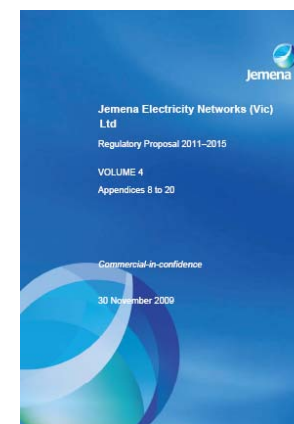 Jemena
Jemena Electricity Networks (Vic)
Ltd
Regulatory Proposal 2011–2015
VOLUME 4
Appendices 8 to 20
Commercial-in-confidence
30 November 2009